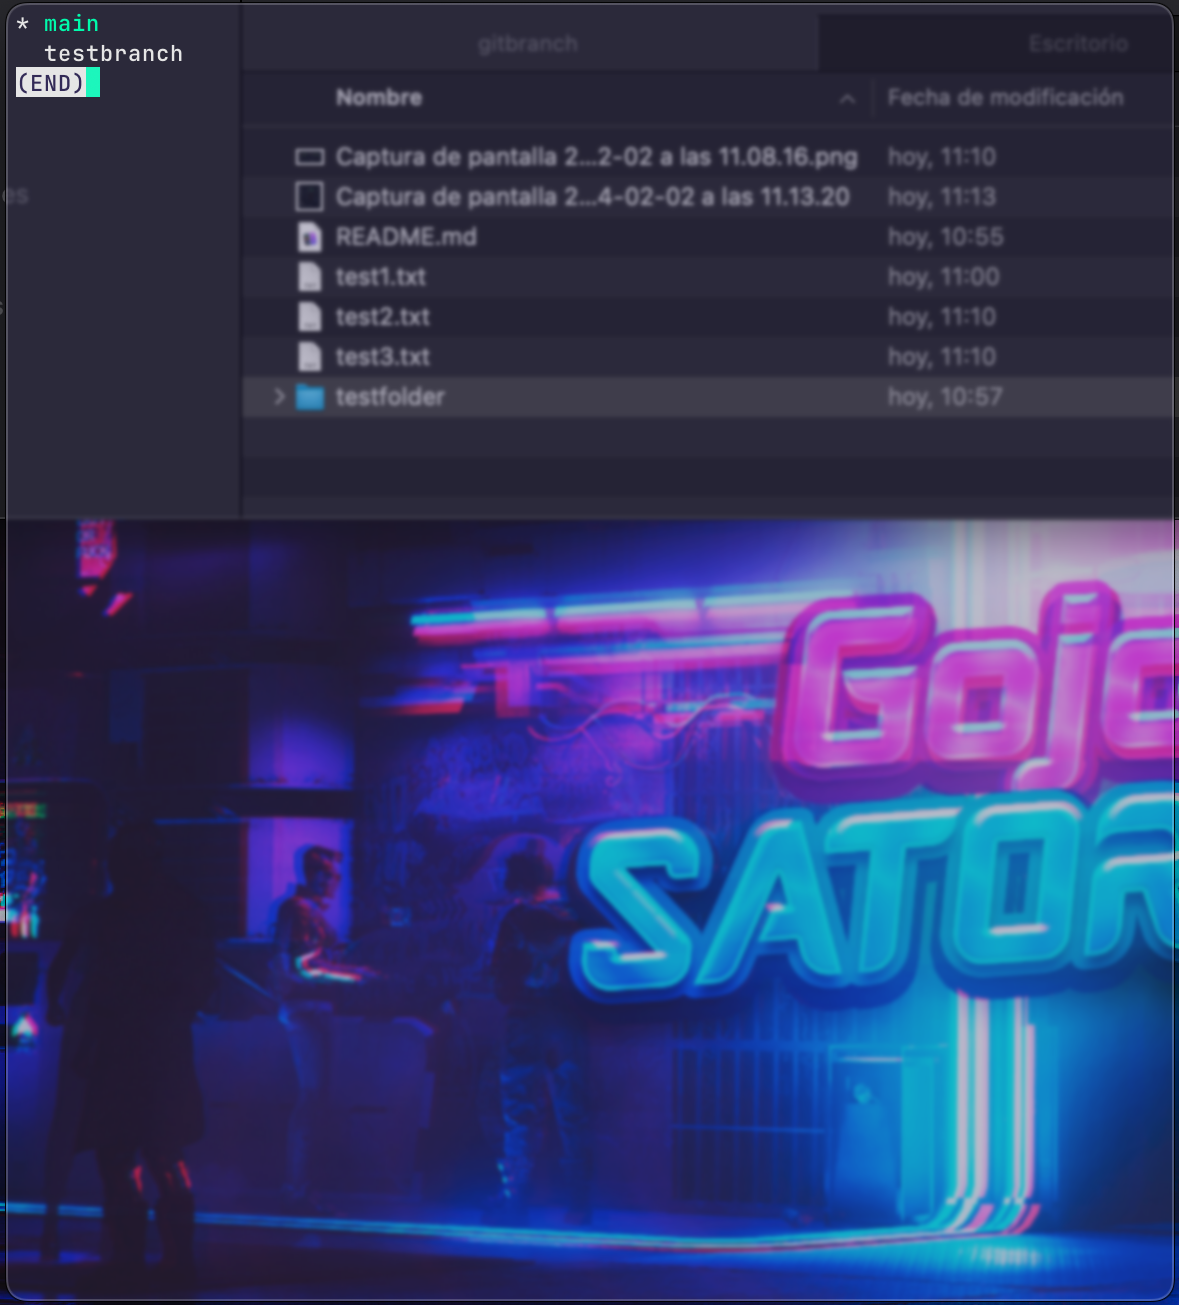 * main
testbranch
(END)
gitbranch
Escritorio
Nombre
Fecha de modificación
Captura de pantalla 2...2-02 a las 11.08.16.png
hoy, 11:10
Captura de pantalla 2...4-02-02 a las 11.13.20
hoy, 11:13
es
README.md
hoy, 10:55
test1.txt
hoy, 11:00
s
test2.txt
hoy, 11:10
test3.txt
hoy, 11:10
testfolder
hoy, 10:57
Gojo
SATOR